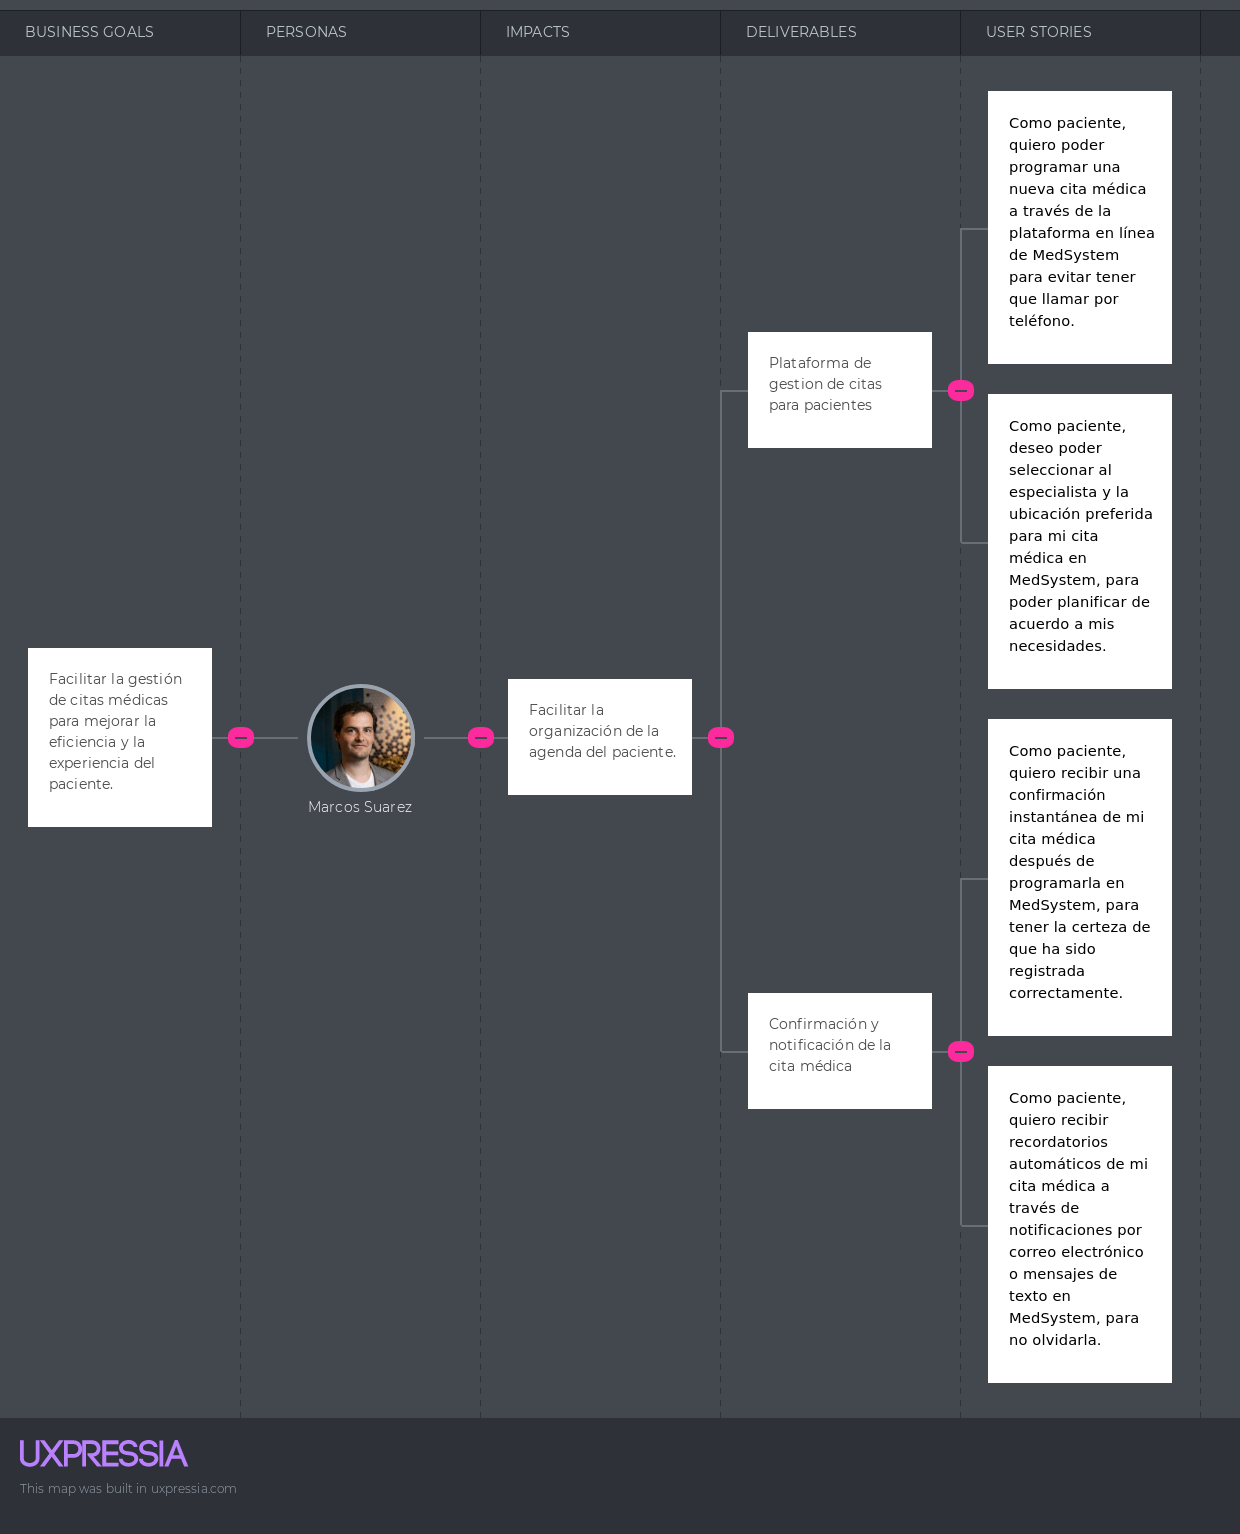 BUSINESS GOALS
PERSONAS
IMPACTS
DELIVERABLES
USER STORIES
Facilitar la gestión
de citas médicas
para mejorar la
eficiencia y la
experiencia del
paciente.
Marcos Suarez
Facilitar la
organización de la
agenda del paciente.
Plataforma de
gestion de citas
para pacientes
Como paciente,
quiero poder
programar una
nueva cita médica
a través de la
plataforma en línea
de MedSystem
para evitar tener
que llamar por
teléfono.
Como paciente,
deseo poder
seleccionar al
especialista y la
ubicación preferida
para mi cita
médica en
MedSystem, para
poder planificar de
acuerdo a mis
necesidades.
Confirmación y
notificación de la
cita médica
Como paciente,
quiero recibir una
confirmación
instantánea de mi
cita médica
después de
programarla en
MedSystem, para
tener la certeza de
que ha sido
registrada
correctamente.
Como paciente,
quiero recibir
recordatorios
automáticos de mi
cita médica a
través de
notificaciones por
correo electrónico
o mensajes de
texto en
MedSystem, para
no olvidarla.
UXPRESSIA
This map was built in uxpressia.com